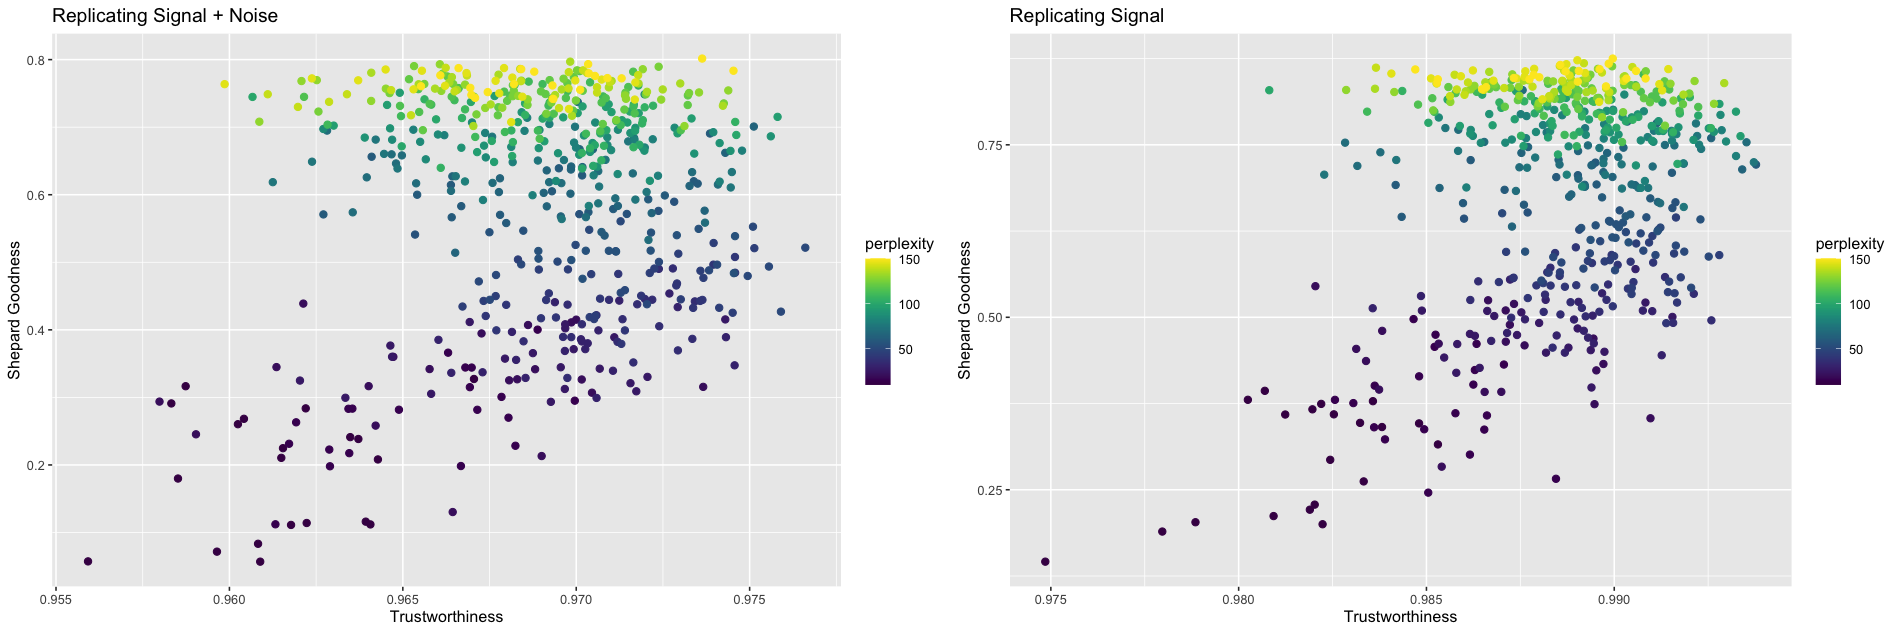 Replicating Signal + Noise
Shepard Goodness
0.8
0.6
0.4
0.2
0.955 0.960 0.965 0.970 0.975
Trustworthiness
perplexity
150
100
50
Replicating Signal
Shepard Goodness
0.75
0.50
0.25
0.975 0.980 0.985 0.990
Trustworthiness
perplexity
150
100
50